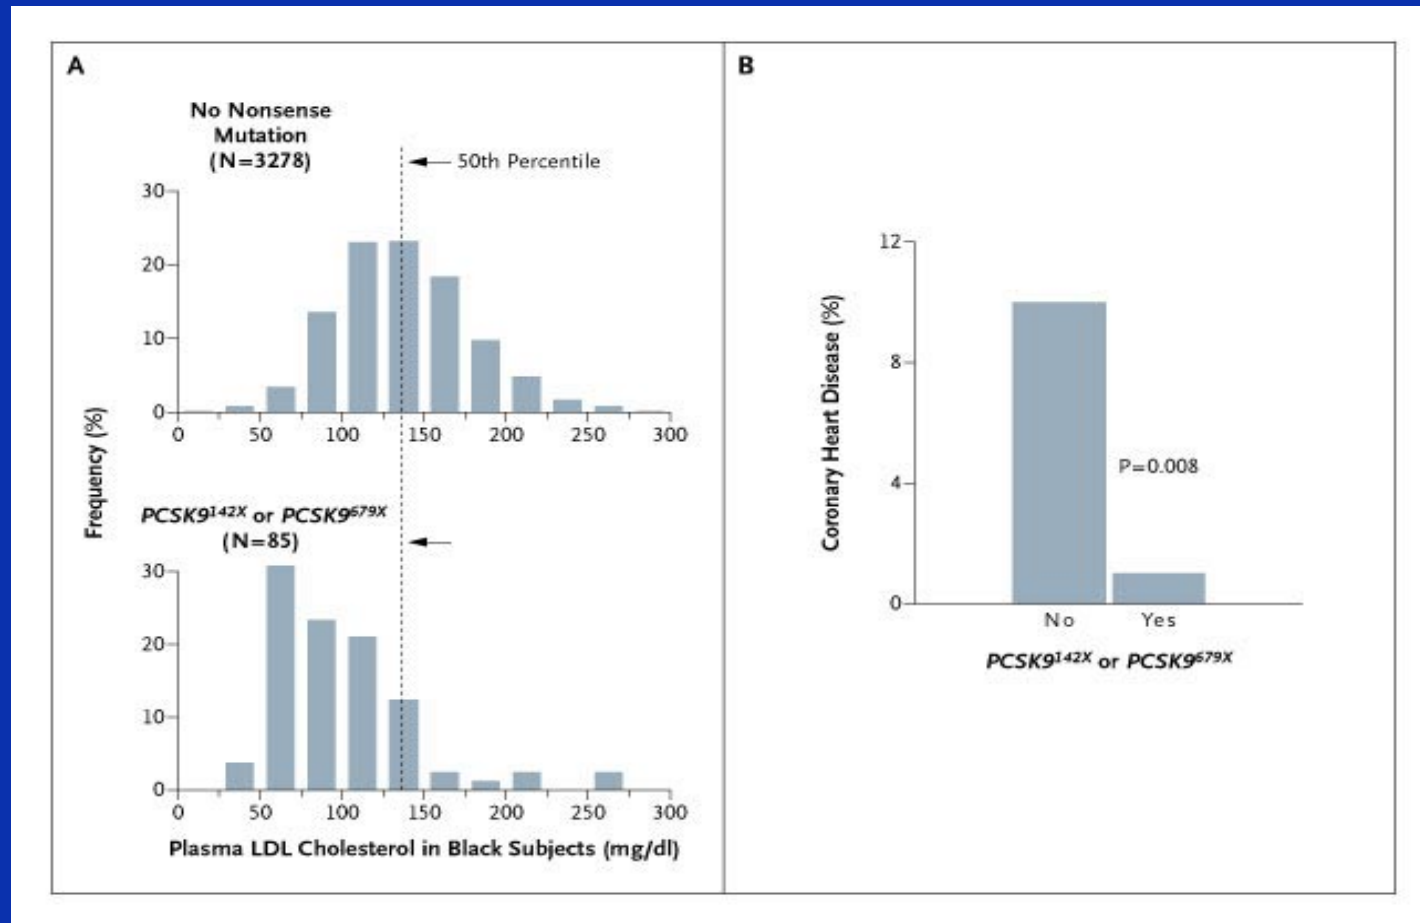 A
No Nonsense
Mutation
(N=3278)
50th Percentile
30
20
10
0
0 50 100 150 200 250 300
Frequency (%)
PCSK9¹⁴²ˣ or PCSK9⁶⁷⁹ˣ
(N=85)
30
20
10
0
0 50 100 150 200 250 300
Plasma LDL Cholesterol in Black Subjects (mg/dl)
B
12
8
4
0
Coronary Heart Disease (%)
P=0.008
No Yes
PCSK9¹⁴²ˣ or PCSK9⁶⁷⁹ˣ